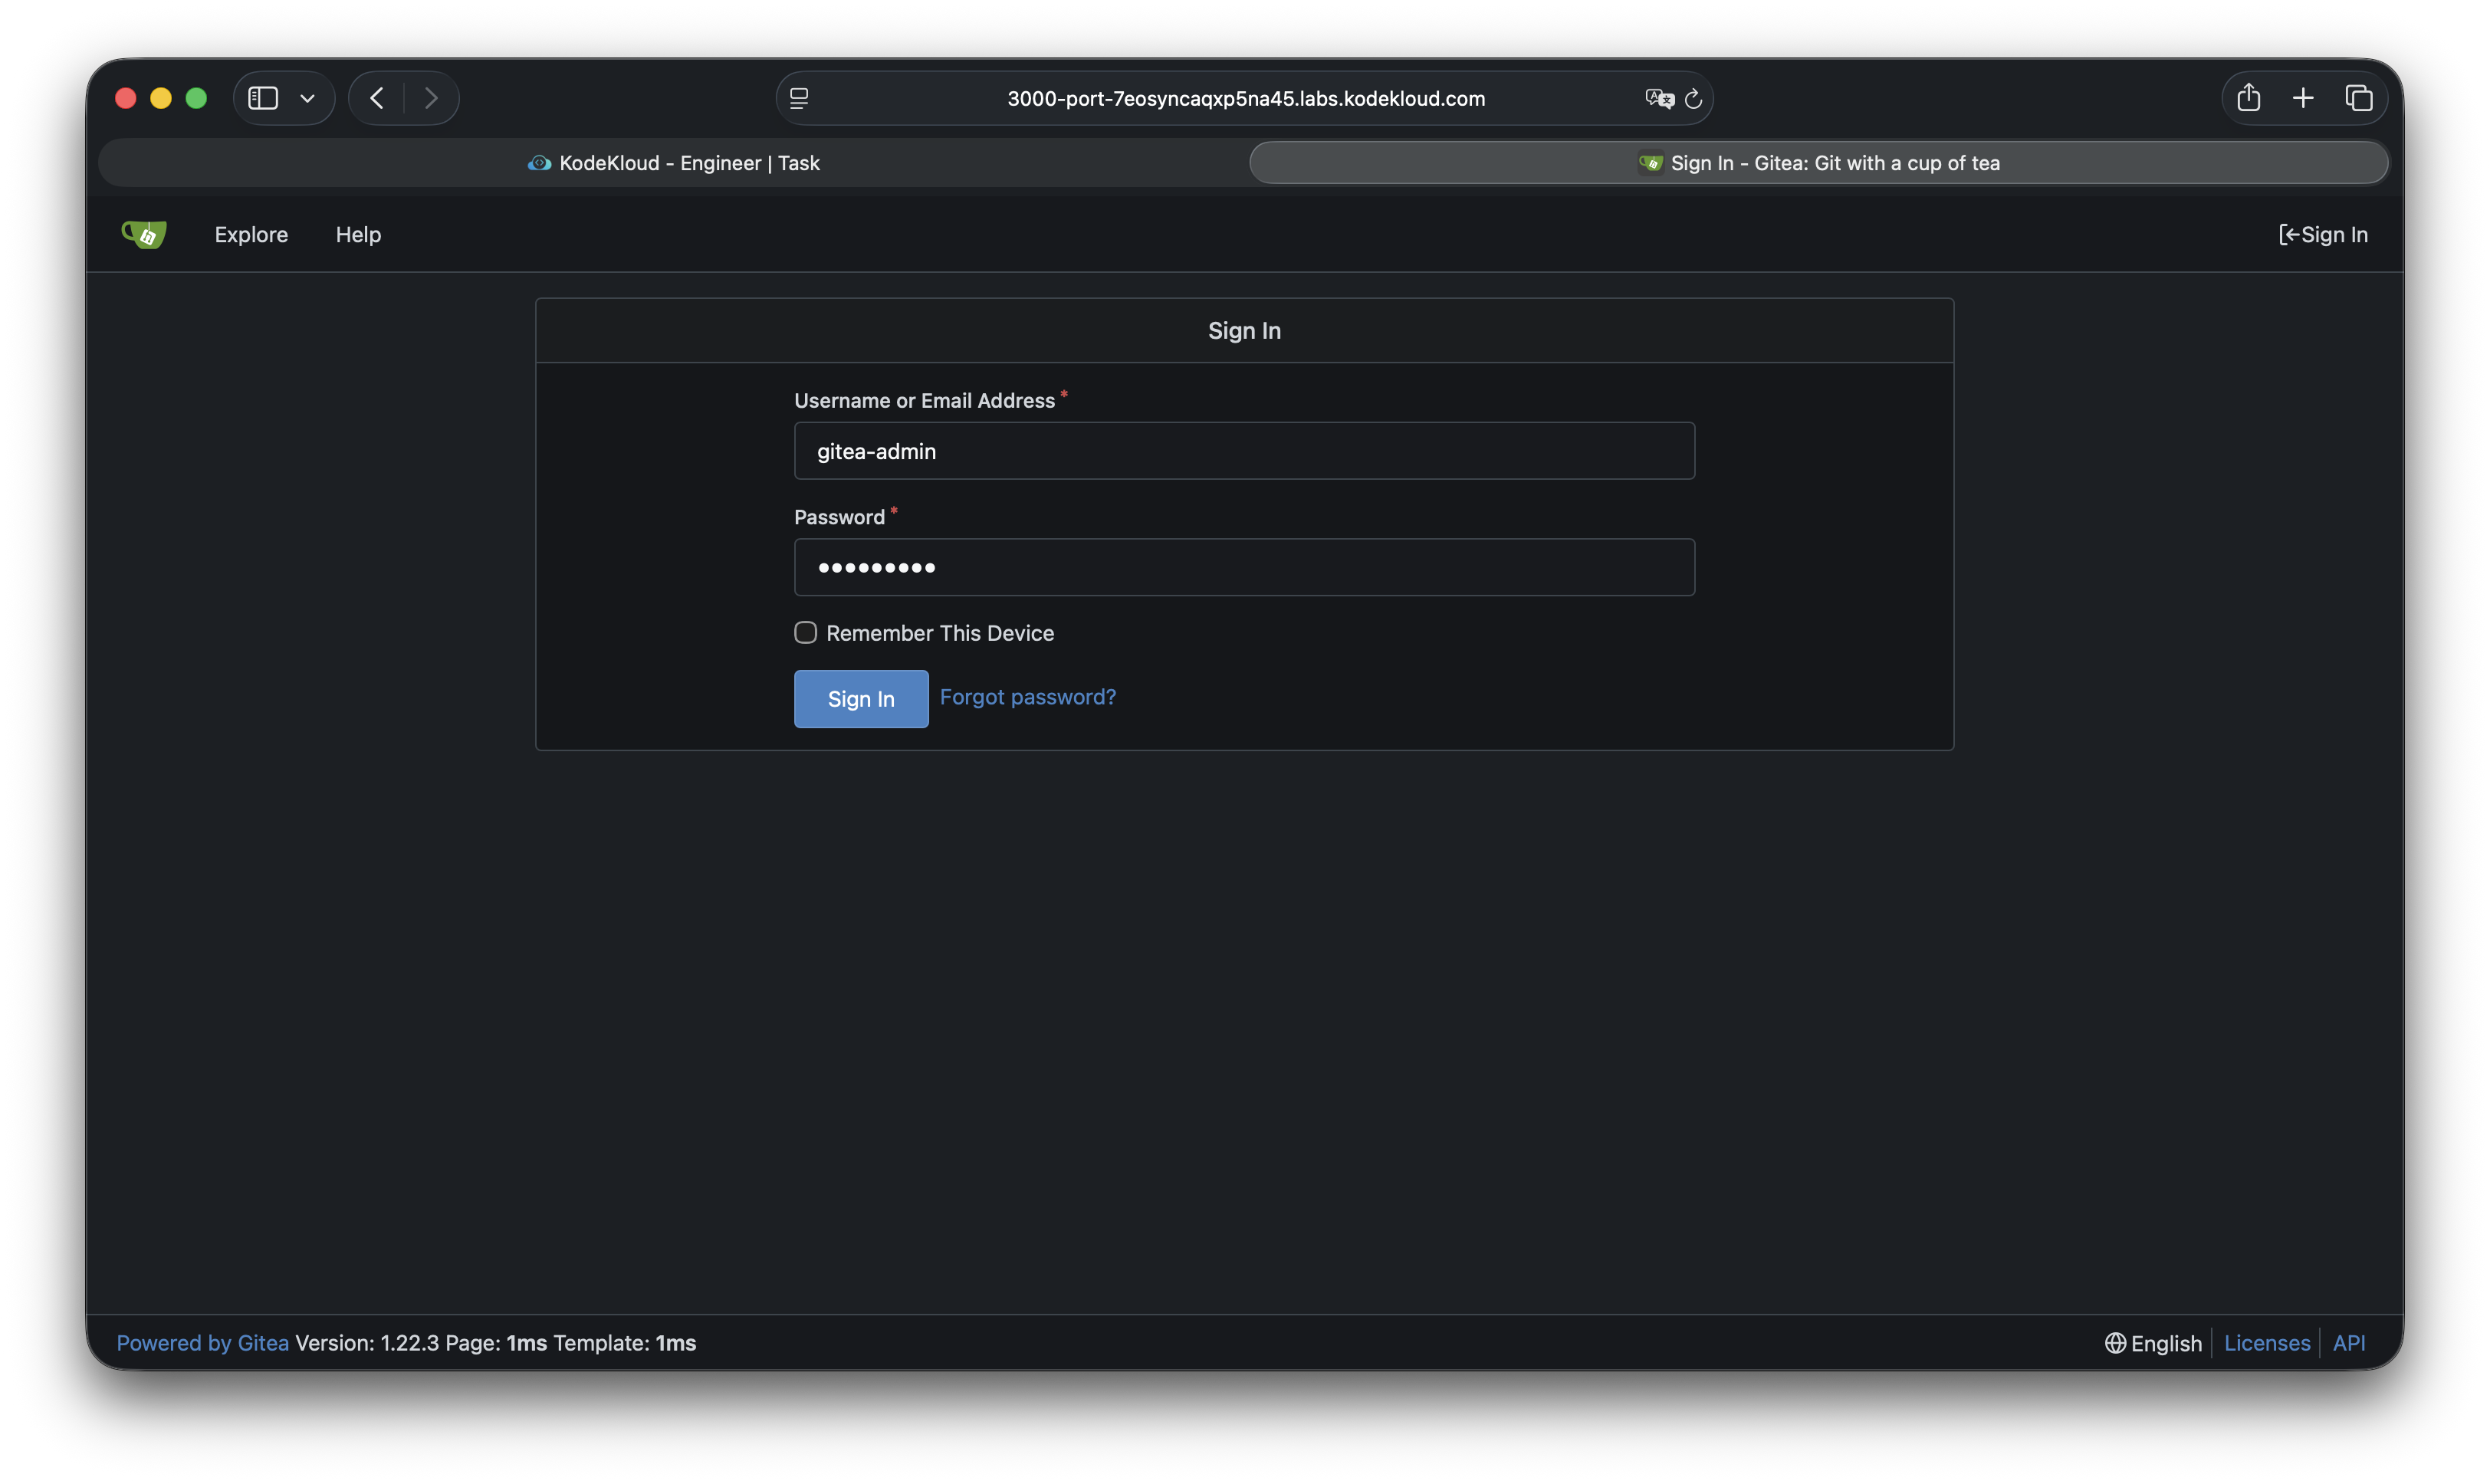 3000-port-7eosyncaqxp5na45.labs.kodekloud.com
KodeKloud - Engineer | Task
Sign In - Gitea: Git with a cup of tea
Explore
Help
Sign In
Sign In
Username or Email Address *
gitea-admin
Password *
•••••••••
Remember This Device
Sign In
Forgot password?
Powered by Gitea Version: 1.22.3 Page: 1ms Template: 1ms
English
Licenses
API